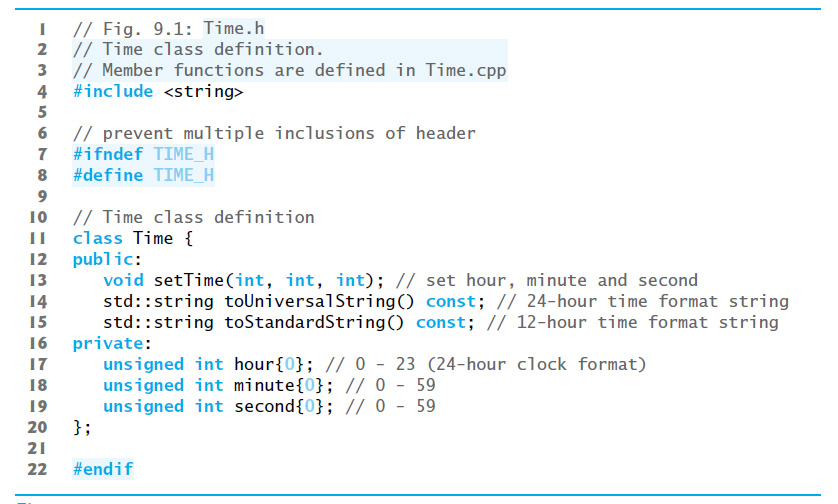 1 // Fig. 9.1: Time.h
2 // Time class definition.
3 // Member functions are defined in Time.cpp
4 #include <string>
5
6 // prevent multiple inclusions of header
7 #ifndef TIME_H
8 #define TIME_H
9
10 // Time class definition
11 class Time {
12 public:
13    void setTime(int, int, int); // set hour, minute and second
14    std::string toUniversalString() const; // 24-hour time format string
15    std::string toStandardString() const; // 12-hour time format string
16 private:
17    unsigned int hour{0}; // 0 – 23 (24-hour clock format)
18    unsigned int minute{0}; // 0 – 59
19    unsigned int second{0}; // 0 – 59
20 };
21
22 #endif